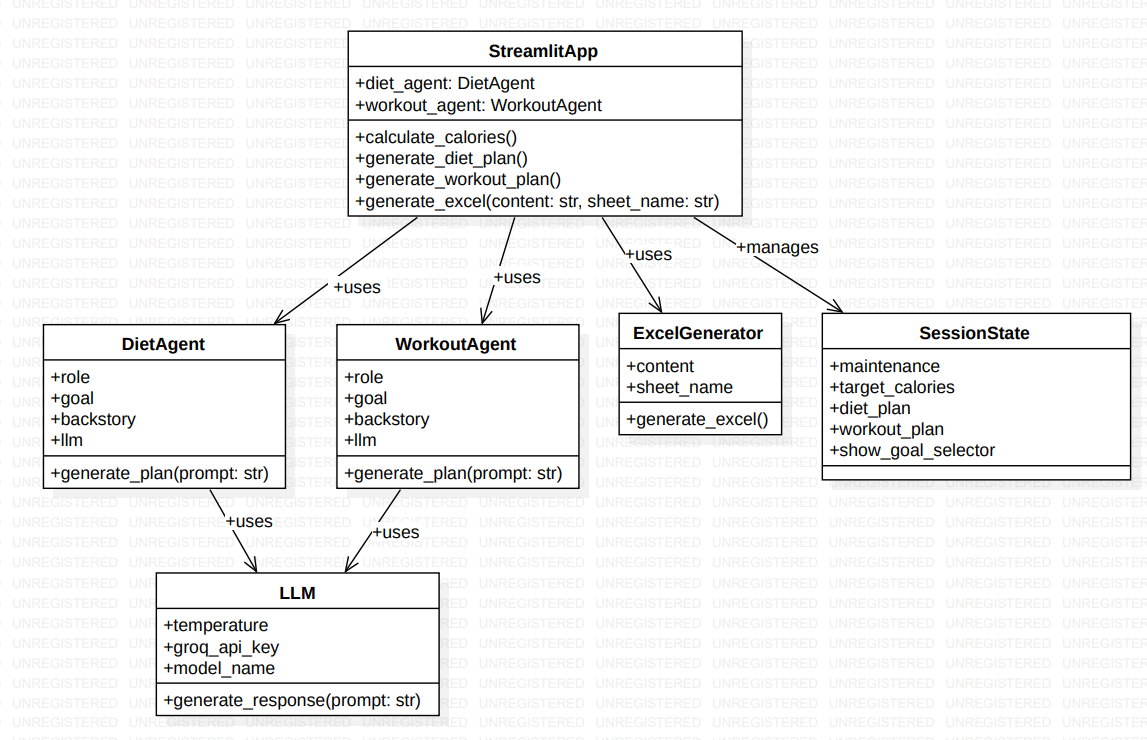 StreamlitApp
+diet_agent: DietAgent
+workout_agent: WorkoutAgent
+calculate_calories()
+generate_diet_plan()
+generate_workout_plan()
+generate_excel(content: str, sheet_name: str)
+uses
+uses
+uses
+manages
DietAgent
+role
+goal
+backstory
+llm
+generate_plan(prompt: str)
WorkoutAgent
+role
+goal
+backstory
+llm
+generate_plan(prompt: str)
ExcelGenerator
+content
+sheet_name
+generate_excel()
SessionState
+maintenance
+target_calories
+diet_plan
+workout_plan
+show_goal_selector
+uses
+uses
LLM
+temperature
+groq_api_key
+model_name
+generate_response(prompt: str)
UNREGISTERED